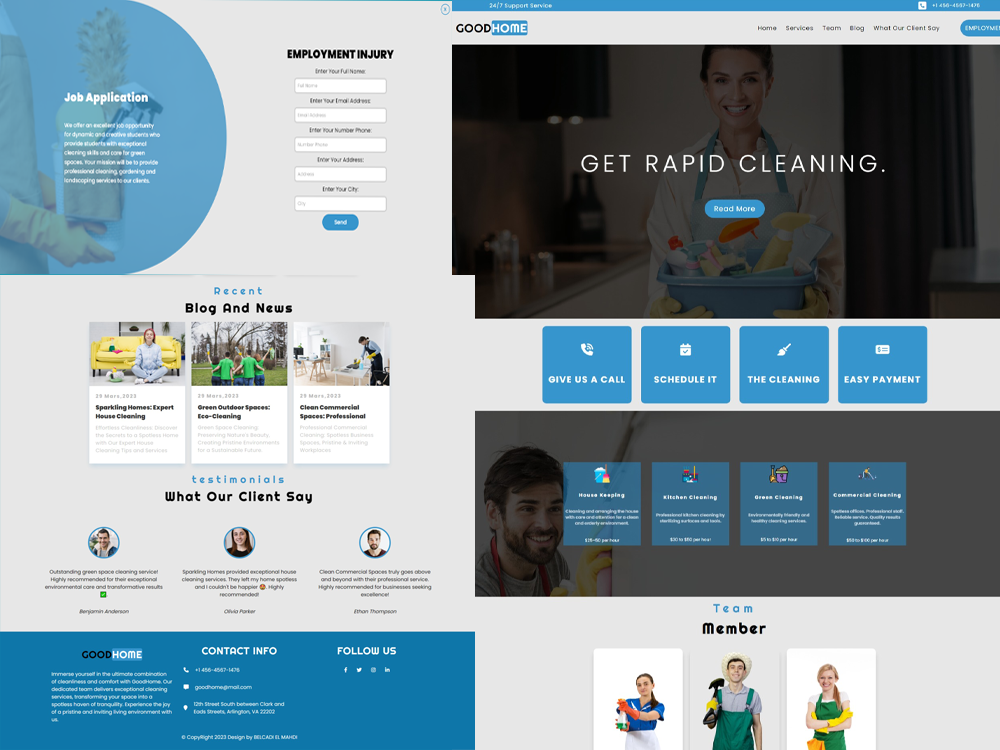 EMPLOYMENT INJURY
Enter Your Full Name:
Full Name
Enter Your Email Address:
Email Address
Enter Your Number Phone:
Number Phone
Enter Your Address:
Address
Enter Your City:
City
Send
Job Application
We offer an excellent job opportunity
for dynamic and creative students who
provide students with exceptional
cleaning skills and care for green
spaces. Your mission will be to provide
professional cleaning, gardening and
landscaping services to our clients.
24/7 Support Service
+1 456-4567-1476
GOODHOME
Home Services Team Blog What Our Client Say EMPLOYMEN
GET RAPID CLEANING.
Read More
GIVE US A CALL
SCHEDULE IT
THE CLEANING
EASY PAYMENT
House Keeping
Cleaning and arranging the house
with care and attention for a clean
and orderly environment.
Kitchen Cleaning
Professional kitchen cleaning by
sterilizing surfaces and tools.
$30 to $50 per hour
Green Cleaning
Environmentally friendly and
healthy cleaning services.
Commercial Cleaning
Spotless offices, Professional staff,
Reliable service, Quality results
guaranteed.
$50 to $100 per hour
Team
Member
Recent
Blog And News
29 Mars,2023
Sparkling Homes: Expert
House Cleaning
Effortless Cleanliness: Discover
the Secrets to a Spotless Home
with Our Expert House
Cleaning Tips and Services
29 Mars,2023
Green Outdoor Spaces:
Eco-Cleaning
Green Space Cleaning:
Preserving Nature's Beauty,
Creating Pristine Environments
for a Sustainable Future.
29 Mars,2023
Clean Commercial
Spaces: Professional
Professional Commercial
Cleaning: Spotless Business
Spaces, Pristine & Inviting
Workplaces
testimonials
What Our Client Say
Outstanding green space cleaning service!
Highly recommended for their exceptional
environmental care and transformative results
✅.
Benjamin Anderson
Sparkling Homes provided exceptional house
cleaning services. They left my home spotless
and I couldn't be happier 🤩. Highly
recommended!
Olivia Parker
Clean Commercial Spaces truly goes above
and beyond with their professional service.
Highly recommended for businesses seeking
excellence!
Ethan Thompson
GOODHOME
Immerse yourself in the ultimate combination
of cleanliness and comfort with GoodHome. Our
dedicated team delivers exceptional cleaning
services, transforming your space into a
spotless haven of tranquility. Experience the joy
of a pristine and inviting living environment with
us.
CONTACT INFO
+1 456-4567-1476
goodhome@mail.com
12th Street South between Clark and
Eads Streets, Arlington, VA 22202
FOLLOW US
© CopyRight 2023 Design by BELCADI EL MAHDI